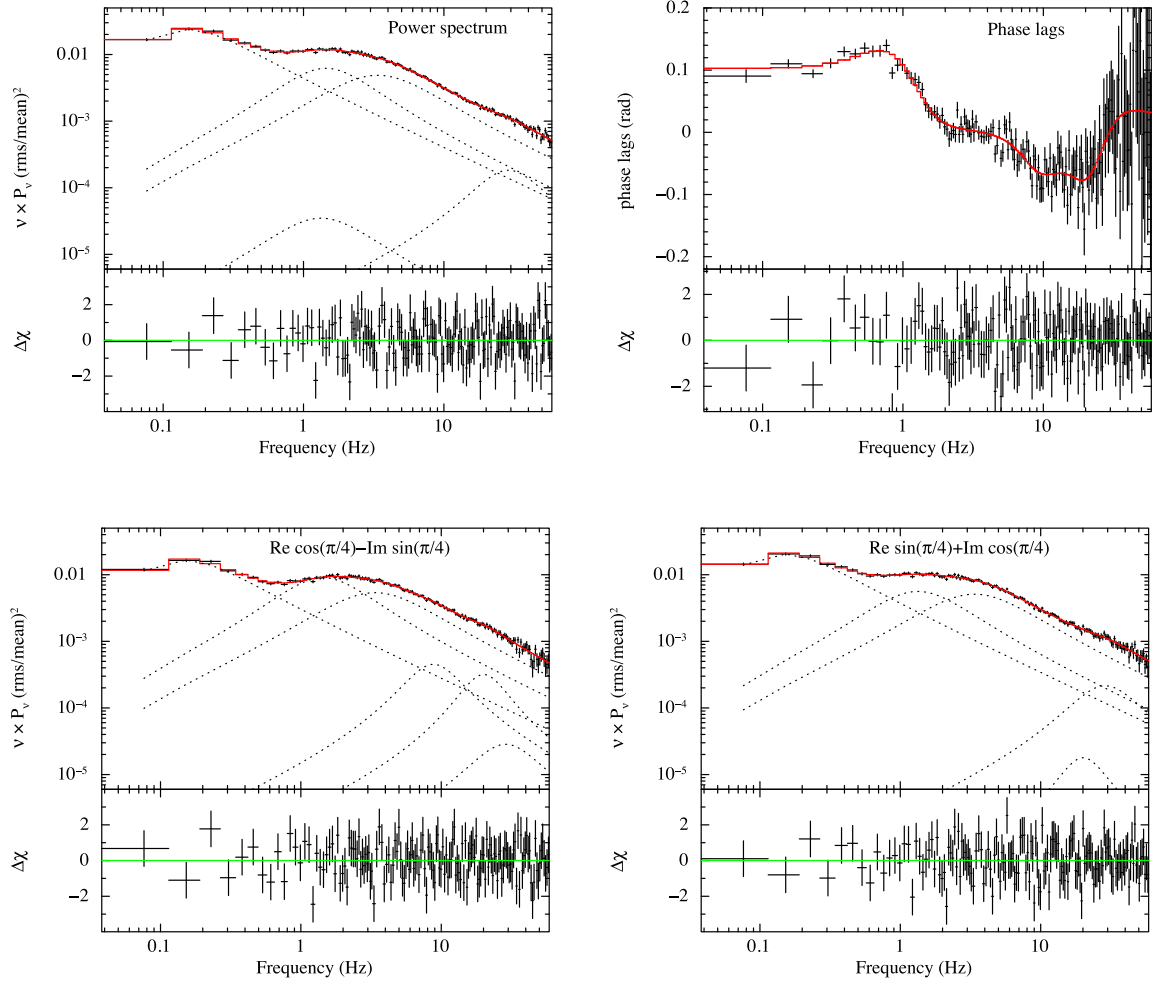 Power spectrum
ν × Pν (rms/mean)²
0.01
10⁻³
10⁻⁴
10⁻⁵
Δχ
2
0
−2
0.1 1 10
Frequency (Hz)
Phase lags
phase lags (rad)
0.2
0.1
0
−0.1
−0.2
Δχ
2
0
−2
0.1 1 10
Frequency (Hz)
Re cos(π/4)−Im sin(π/4)
ν × Pν (rms/mean)²
0.01
10⁻³
10⁻⁴
10⁻⁵
Δχ
2
0
−2
0.1 1 10
Frequency (Hz)
Re sin(π/4)+Im cos(π/4)
ν × Pν (rms/mean)²
0.01
10⁻³
10⁻⁴
10⁻⁵
Δχ
2
0
−2
0.1 1 10
Frequency (Hz)